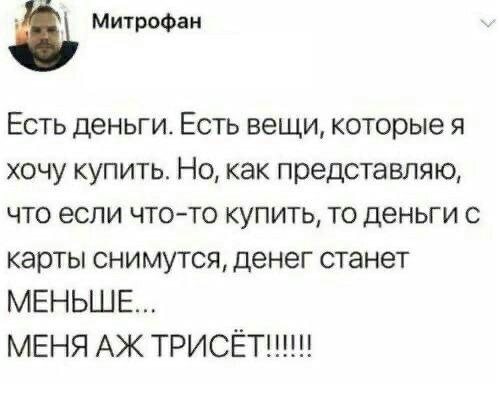 Митрофан
Есть деньги. Есть вещи, которые я
хочу купить. Но, как представляю,
что если что-то купить, то деньги с
карты снимутся, денег станет
МЕНЬШЕ...
МЕНЯ АЖ ТРИСЁТ!!!!!!